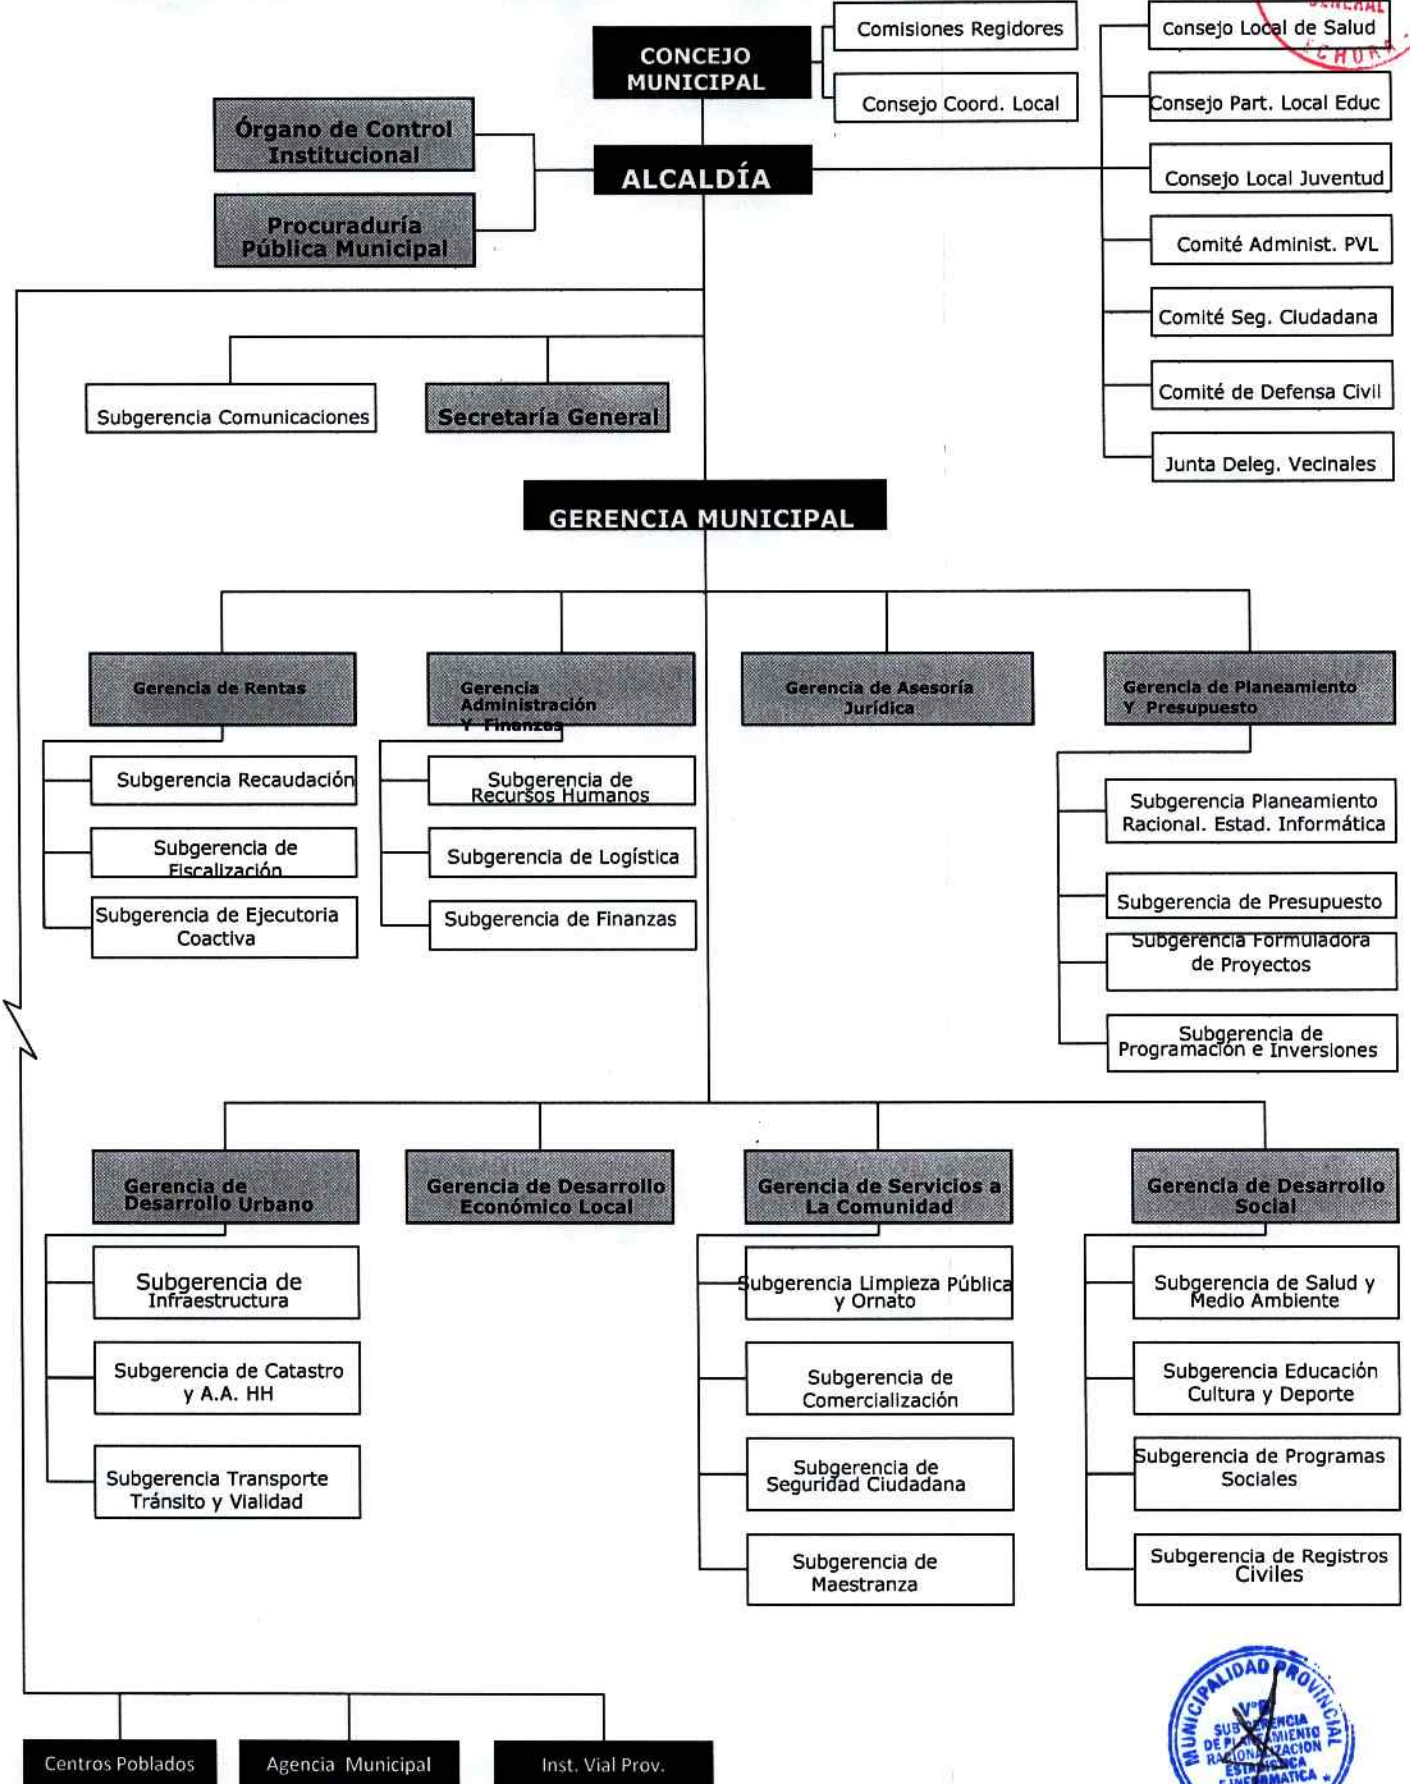 CONCEJO
MUNICIPAL
Comisiones Regidores
Consejo Coord. Local
GENERAL
ECHURA
Consejo Local de Salud
Consejo Part. Local Educ
Consejo Local Juventud
Comité Administ. PVL
Comité Seg. Ciudadana
Comité de Defensa Civil
Junta Deleg. Vecinales
Órgano de Control
Institucional
Procuraduría
Pública Municipal
ALCALDÍA
Subgerencia Comunicaciones
Secretaría General
GERENCIA MUNICIPAL
Gerencia de Rentas
Subgerencia Recaudación
Subgerencia de
Fiscalización
Subgerencia de Ejecutoria
Coactiva
Gerencia
Administración
Y Finanzas
Subgerencia de
Recursos Humanos
Subgerencia de Logística
Subgerencia de Finanzas
Gerencia de Asesoría
Jurídica
Gerencia de Planeamiento
Y Presupuesto
Subgerencia Planeamiento
Racional. Estad. Informática
Subgerencia de Presupuesto
Subgerencia Formuladora
de Proyectos
Subgerencia de
Programación e Inversiones
Gerencia de
Desarrollo Urbano
Subgerencia de
Infraestructura
Subgerencia de Catastro
y A.A. HH
Subgerencia Transporte
Tránsito y Vialidad
Gerencia de Desarrollo
Económico Local
Gerencia de Servicios a
La Comunidad
Subgerencia Limpieza Pública
y Ornato
Subgerencia de
Comercialización
Subgerencia de
Seguridad Ciudadana
Subgerencia de
Maestranza
Gerencia de Desarrollo
Social
Subgerencia de Salud y
Medio Ambiente
Subgerencia Educación
Cultura y Deporte
Subgerencia de Programas
Sociales
Subgerencia de Registros
Civiles
Centros Poblados
Agencia Municipal
Inst. Vial Prov.
MUNICIPALIDAD PROVINCIAL
V°B°
SUBGERENCIA
DE PLANEAMIENTO
RACIONALIZACION
ESTADISTICA
E INFORMATICA